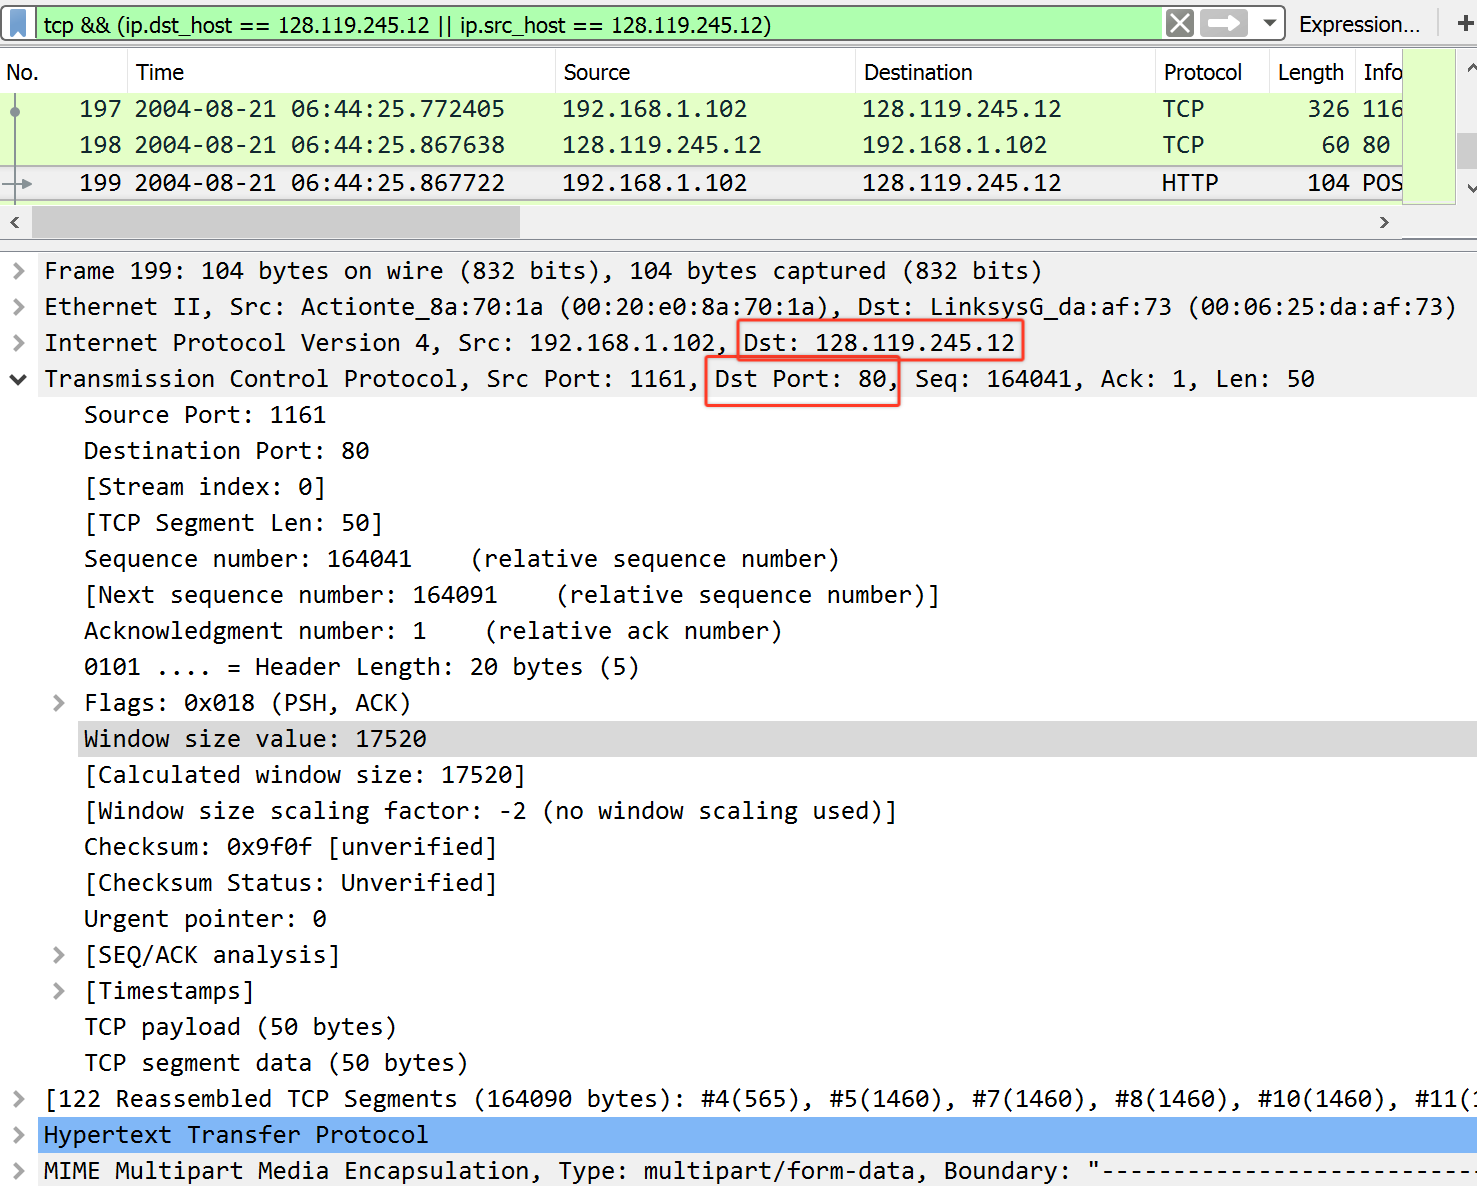 tcp && (ip.dst_host == 128.119.245.12 || ip.src_host == 128.119.245.12) Expression... +
No. Time Source Destination Protocol Length Info
197 2004-08-21 06:44:25.772405 192.168.1.102 128.119.245.12 TCP 326 116
198 2004-08-21 06:44:25.867638 128.119.245.12 192.168.1.102 TCP 60 80
199 2004-08-21 06:44:25.867722 192.168.1.102 128.119.245.12 HTTP 104 POS
Frame 199: 104 bytes on wire (832 bits), 104 bytes captured (832 bits)
Ethernet II, Src: Actionte_8a:70:1a (00:20:e0:8a:70:1a), Dst: LinksysG_da:af:73 (00:06:25:da:af:73)
Internet Protocol Version 4, Src: 192.168.1.102, Dst: 128.119.245.12
Transmission Control Protocol, Src Port: 1161, Dst Port: 80, Seq: 164041, Ack: 1, Len: 50
Source Port: 1161
Destination Port: 80
[Stream index: 0]
[TCP Segment Len: 50]
Sequence number: 164041    (relative sequence number)
[Next sequence number: 164091    (relative sequence number)]
Acknowledgment number: 1    (relative ack number)
0101 .... = Header Length: 20 bytes (5)
Flags: 0x018 (PSH, ACK)
Window size value: 17520
[Calculated window size: 17520]
[Window size scaling factor: -2 (no window scaling used)]
Checksum: 0x9f0f [unverified]
[Checksum Status: Unverified]
Urgent pointer: 0
[SEQ/ACK analysis]
[Timestamps]
TCP payload (50 bytes)
TCP segment data (50 bytes)
[122 Reassembled TCP Segments (164090 bytes): #4(565), #5(1460), #7(1460), #8(1460), #10(1460), #11(1
Hypertext Transfer Protocol
MIME Multipart Media Encapsulation, Type: multipart/form-data, Boundary: "---------------------------